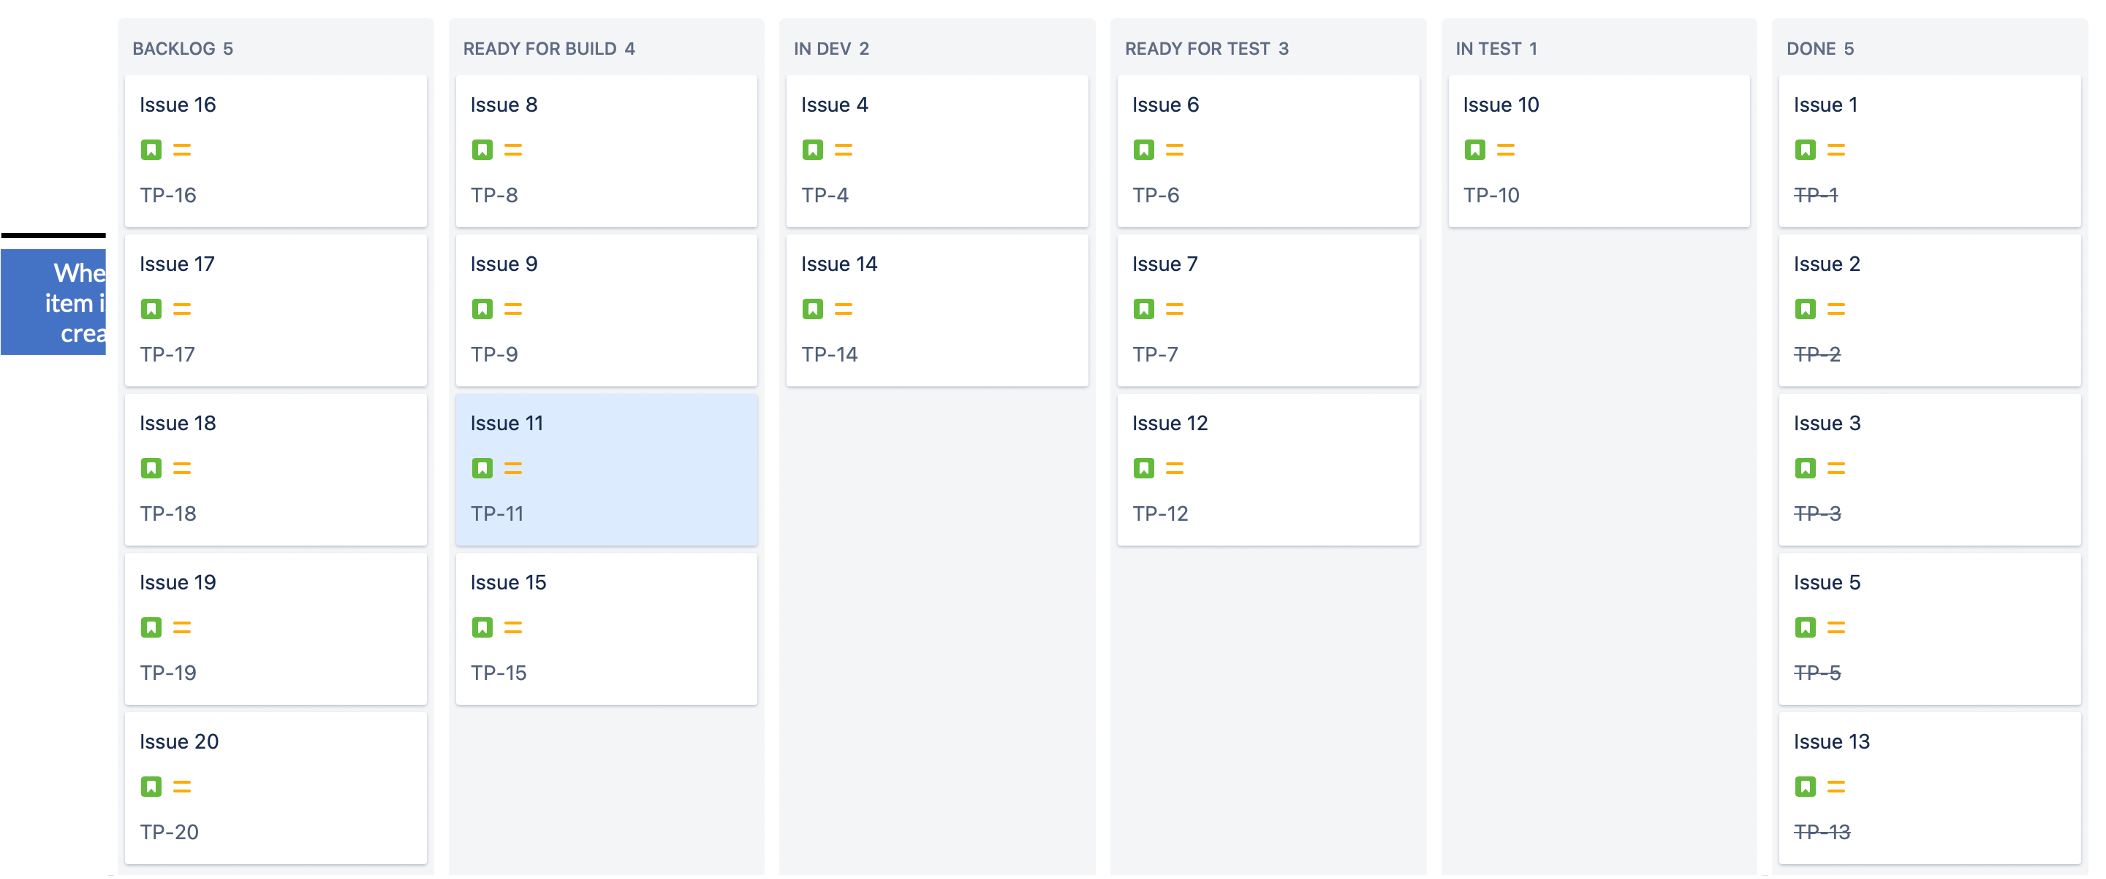 Whe
item i
crea
BACKLOG 5
Issue 16
TP-16
Issue 17
TP-17
Issue 18
TP-18
Issue 19
TP-19
Issue 20
TP-20
READY FOR BUILD 4
Issue 8
TP-8
Issue 9
TP-9
Issue 11
TP-11
Issue 15
TP-15
IN DEV 2
Issue 4
TP-4
Issue 14
TP-14
READY FOR TEST 3
Issue 6
TP-6
Issue 7
TP-7
Issue 12
TP-12
IN TEST 1
Issue 10
TP-10
DONE 5
Issue 1
TP-1
Issue 2
TP-2
Issue 3
TP-3
Issue 5
TP-5
Issue 13
TP-13